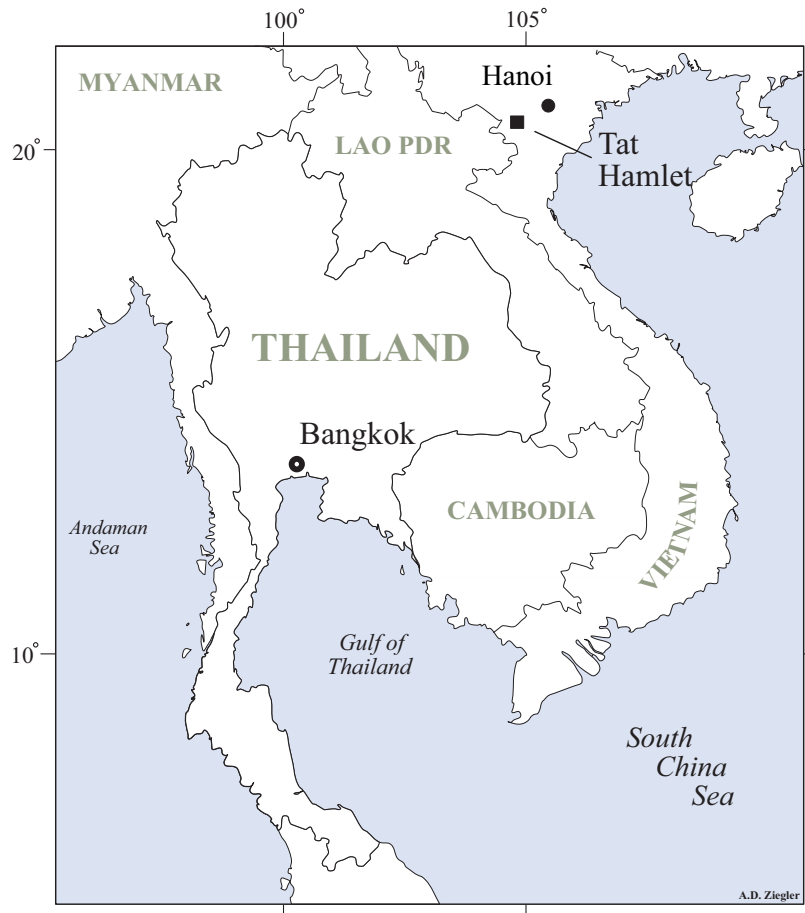 100°
105°
MYANMAR
Hanoi
LAO PDR
Tat
Hamlet
20°
THAILAND
Bangkok
CAMBODIA
VIETNAM
Andaman
Sea
Gulf of
Thailand
10°
South
China
Sea
A.D. Ziegler